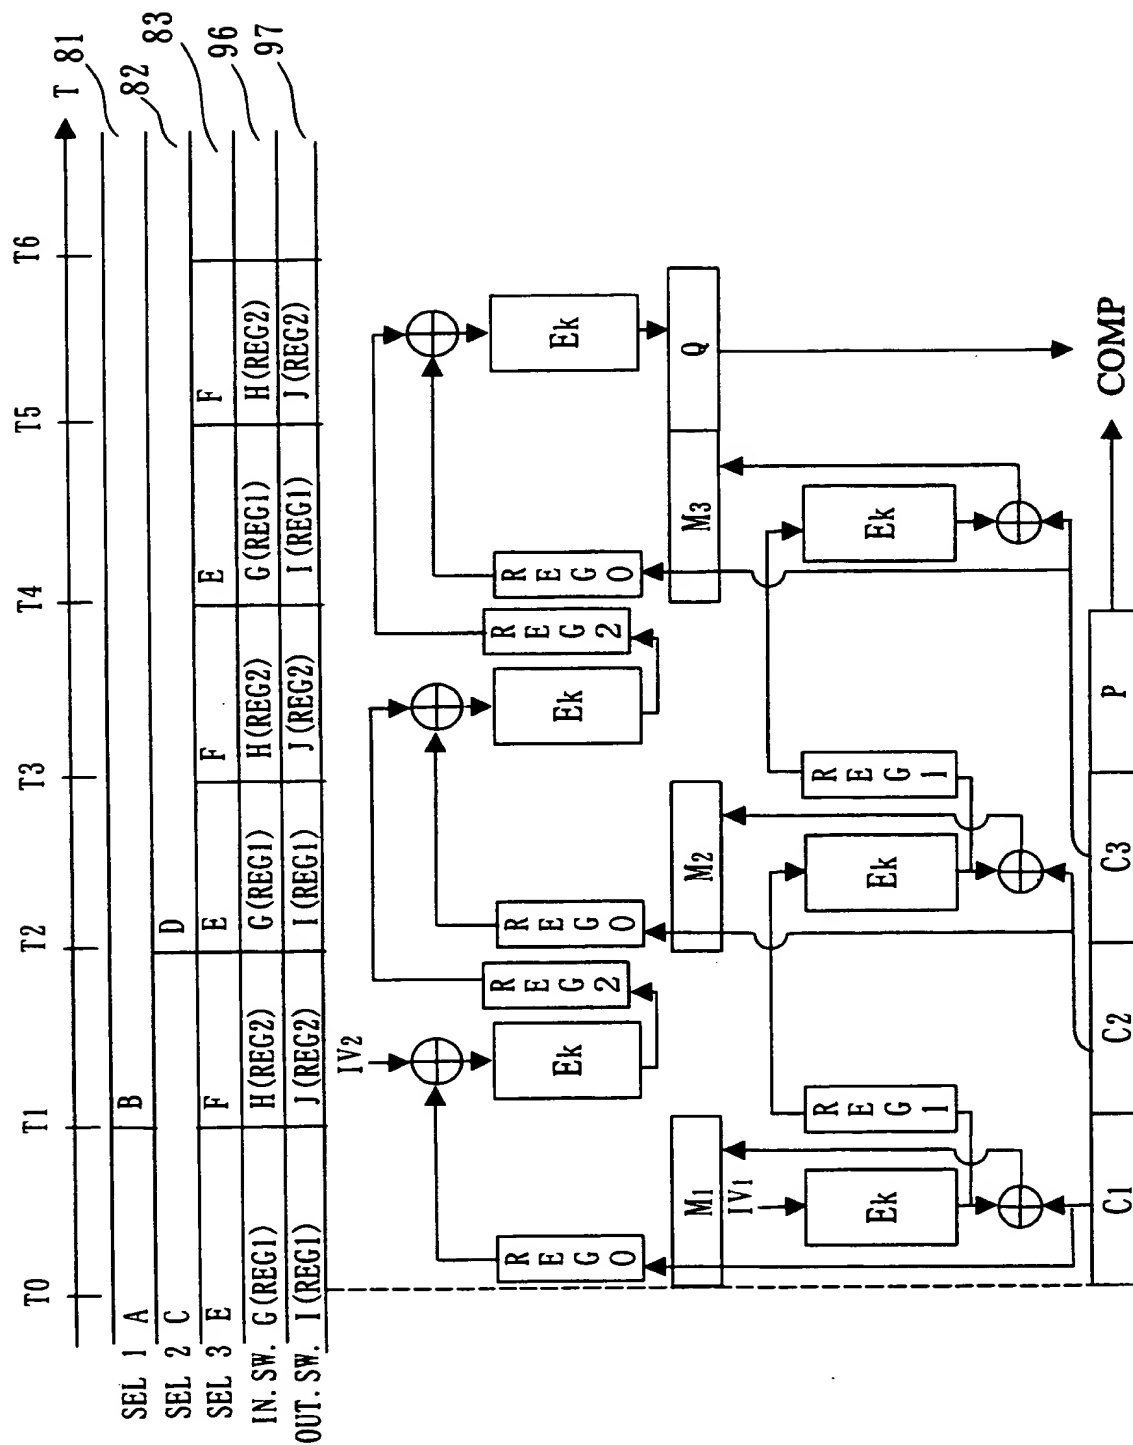 T0 T1 T2 T3 T4 T5 T6 T
81
82
83
96
97
SEL 1 A B
SEL 2 C D
SEL 3 E F E F E F
IN. SW. G(REG1) H(REG2) G(REG1) H(REG2) G(REG1) H(REG2)
OUT. SW. I(REG1) J(REG2) I(REG1) J(REG2) I(REG1) J(REG2)
IV2
Ek Ek Ek
REG0 REG2 REG0 REG2 REG0
M1 M2 M3 Q
IV1
Ek REG1 Ek REG1 Ek
C1 C2 C3 P
COMP